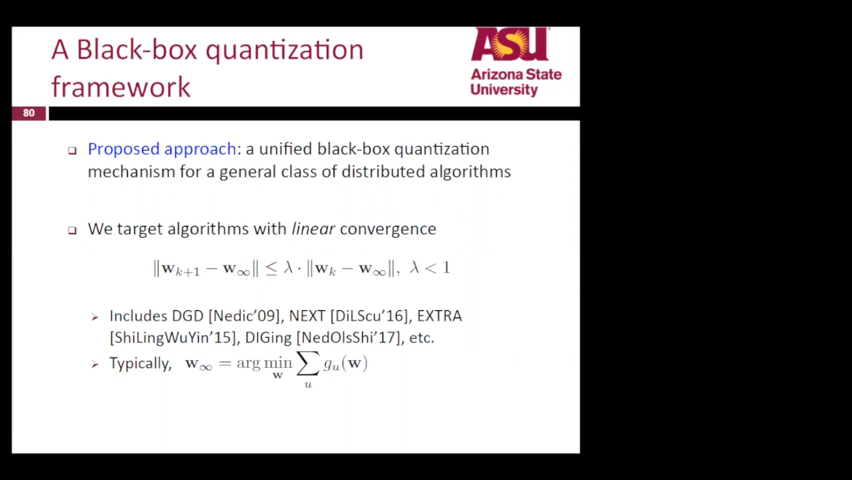 A Black-box quantization
framework
ASU
Arizona State
University
80
Proposed approach: a unified black-box quantization
mechanism for a general class of distributed algorithms
We target algorithms with linear convergence
‖w_{k+1} − w_∞‖ ≤ λ · ‖w_k − w_∞‖, λ < 1
Includes DGD [Nedic’09], NEXT [DiLScu’16], EXTRA
[ShiLingWuYin’15], DIGing [NedOlsShi’17], etc.
Typically, w_∞ = arg min_w ∑_u g_u(w)